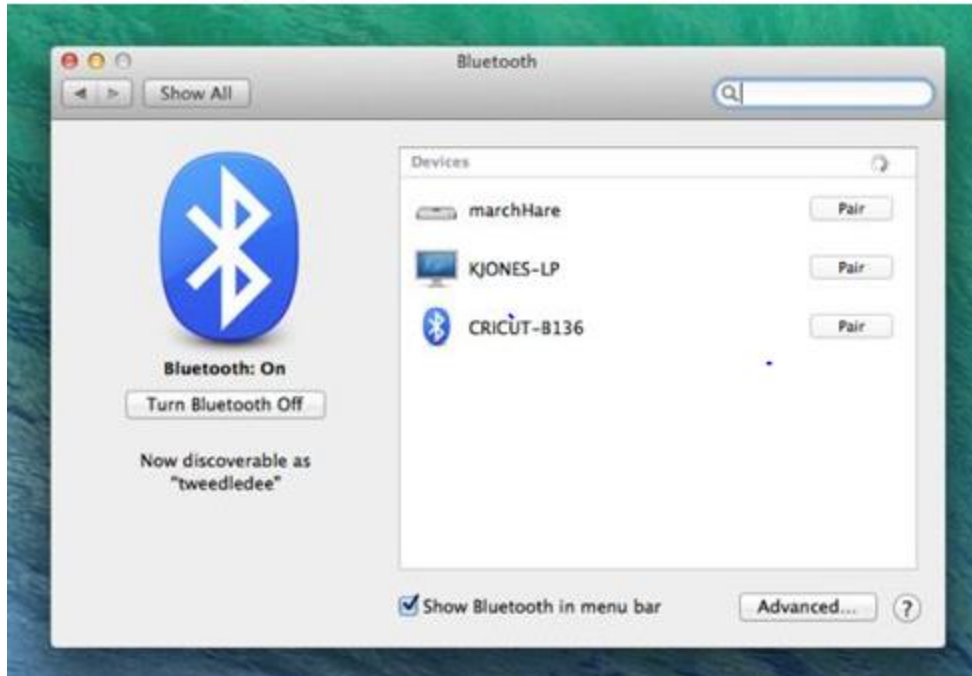 Bluetooth
Show All
Devices
marchHare Pair
KJONES-LP Pair
CRICUT-B136 Pair
Bluetooth: On
Turn Bluetooth Off
Now discoverable as
"tweedledee"
Show Bluetooth in menu bar
Advanced... ?